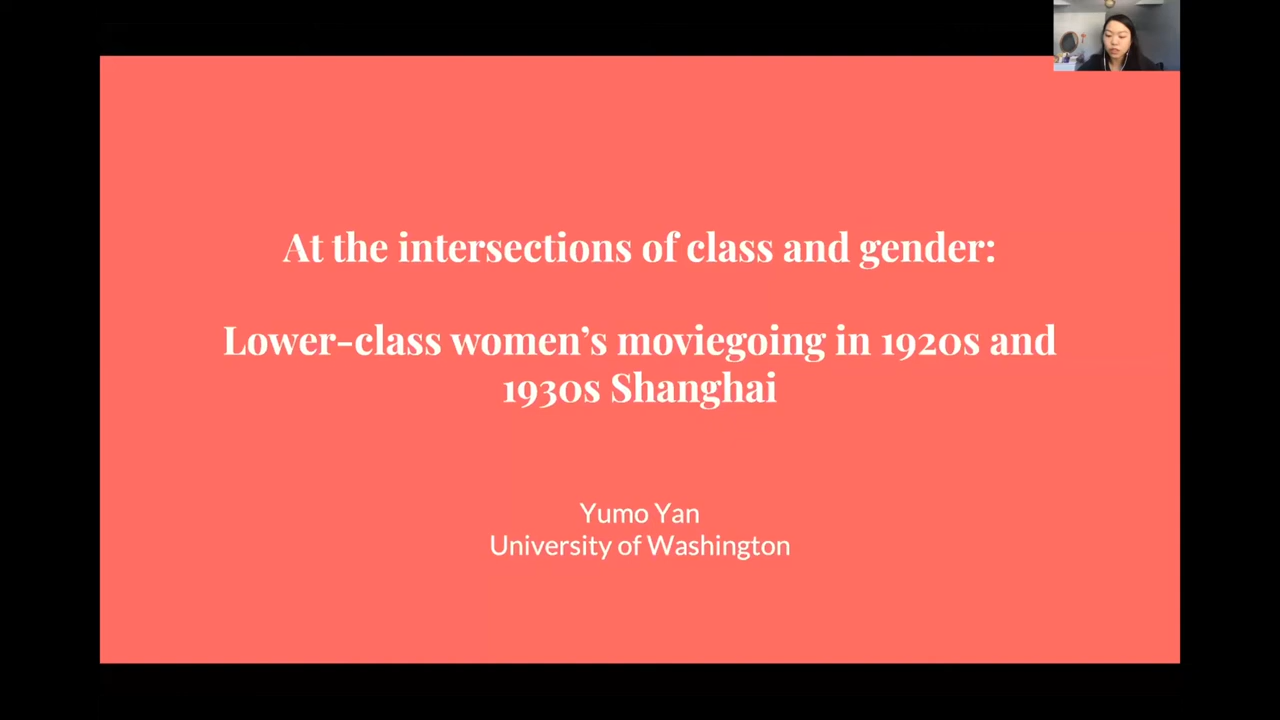 At the intersections of class and gender:
Lower-class women’s moviegoing in 1920s and
1930s Shanghai
Yumo Yan
University of Washington